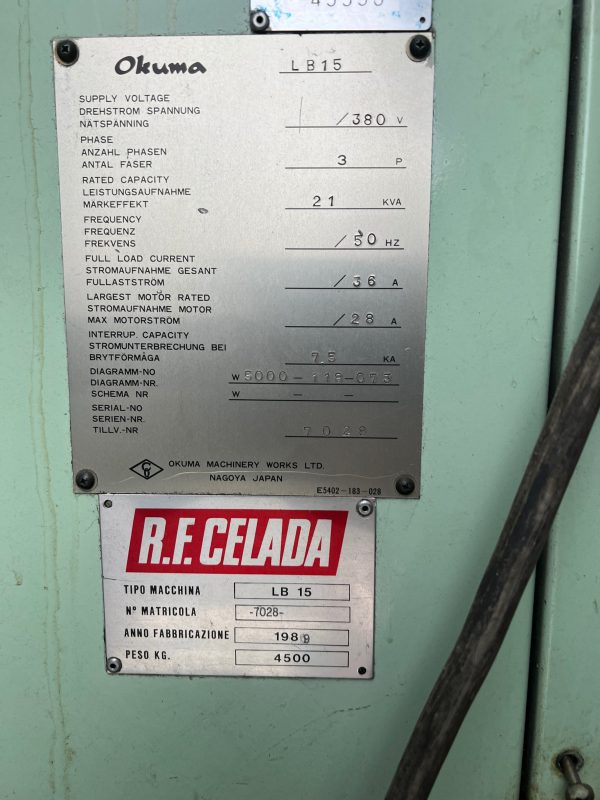 Okuma LB15
SUPPLY VOLTAGE
DREHSTROM SPANNUNG
NÄTSPÄNNING /380 V
PHASE
ANZAHL PHASEN
ANTAL FASER 3 P
RATED CAPACITY
LEISTUNGSAUFNAHME
MÄRKEFFEKT 21 KVA
FREQUENCY
FREQUENZ
FREKVENS /50 HZ
FULL LOAD CURRENT
STROMAUFNAHME GESANT
FULLASTSTRÖM /36 A
LARGEST MOTOR RATED
STROMAUFNAHME MOTOR
MAX MOTORSTRÖM /28 A
INTERRUP. CAPACITY
STROMUNTERBRECHUNG BEI
BRYTFÖRMÅGA 7.5 KA
DIAGRAMM-NO
DIAGRAMM-NR. W5000-118-073
SCHEMA NR W - -
SERIAL-NO
SERIEN-NR.
TILLV.-NR 7028
OKUMA MACHINERY WORKS LTD.
NAGOYA JAPAN
E5402-183-028
R.F. CELADA
TIPO MACCHINA LB 15
N° MATRICOLA -7028-
ANNO FABBRICAZIONE 1989
PESO KG. 4500